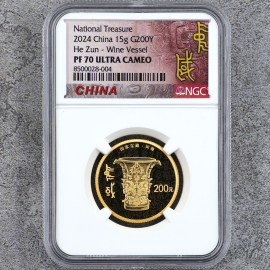 National Treasure
2024 China 15g G200Y
He Zun - Wine Vessel
PF 70 ULTRA CAMEO
8500028-004
CHINA
NGC
200元